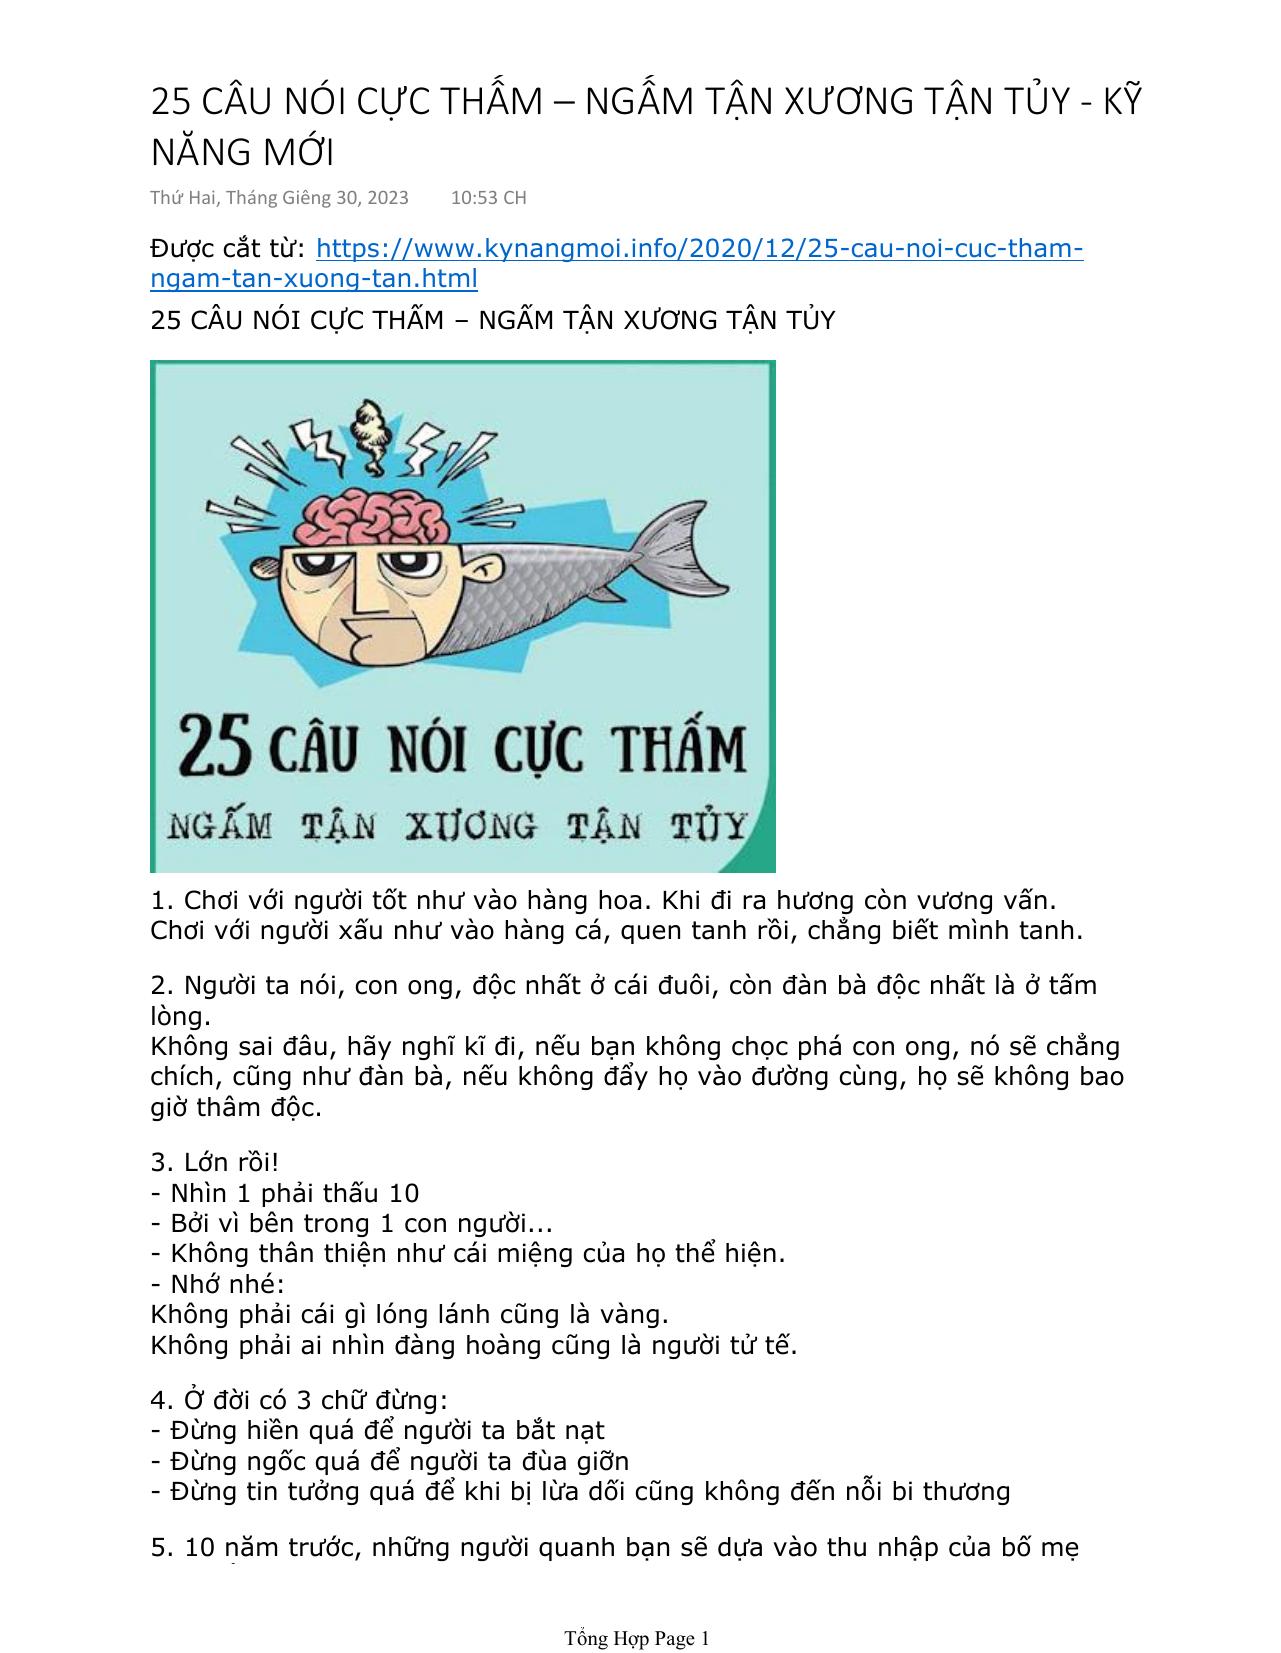 25 CÂU NÓI CỰC THẤM – NGẤM TẬN XƯƠNG TẬN TỦY - KỸ
NĂNG MỚI
Thứ Hai, Tháng Giêng 30, 2023 10:53 CH
Được cắt từ: https://www.kynangmoi.info/2020/12/25-cau-noi-cuc-tham-
ngam-tan-xuong-tan.html
25 CÂU NÓI CỰC THẤM – NGẤM TẬN XƯƠNG TẬN TỦY
25 CÂU NÓI CỰC THẤM
NGẤM TẬN XƯƠNG TẬN TỦY
1. Chơi với người tốt như vào hàng hoa. Khi đi ra hương còn vương vấn.
Chơi với người xấu như vào hàng cá, quen tanh rồi, chẳng biết mình tanh.
2. Người ta nói, con ong, độc nhất ở cái đuôi, còn đàn bà độc nhất là ở tấm
lòng.
Không sai đâu, hãy nghĩ kĩ đi, nếu bạn không chọc phá con ong, nó sẽ chẳng
chích, cũng như đàn bà, nếu không đẩy họ vào đường cùng, họ sẽ không bao
giờ thâm độc.
3. Lớn rồi!
- Nhìn 1 phải thấu 10
- Bởi vì bên trong 1 con người...
- Không thân thiện như cái miệng của họ thể hiện.
- Nhớ nhé:
Không phải cái gì lóng lánh cũng là vàng.
Không phải ai nhìn đàng hoàng cũng là người tử tế.
4. Ở đời có 3 chữ đừng:
- Đừng hiền quá để người ta bắt nạt
- Đừng ngốc quá để người ta đùa giỡn
- Đừng tin tưởng quá để khi bị lừa dối cũng không đến nỗi bi thương
5. 10 năm trước, những người quanh bạn sẽ dựa vào thu nhập của bố mẹ
Tổng Hợp Page 1